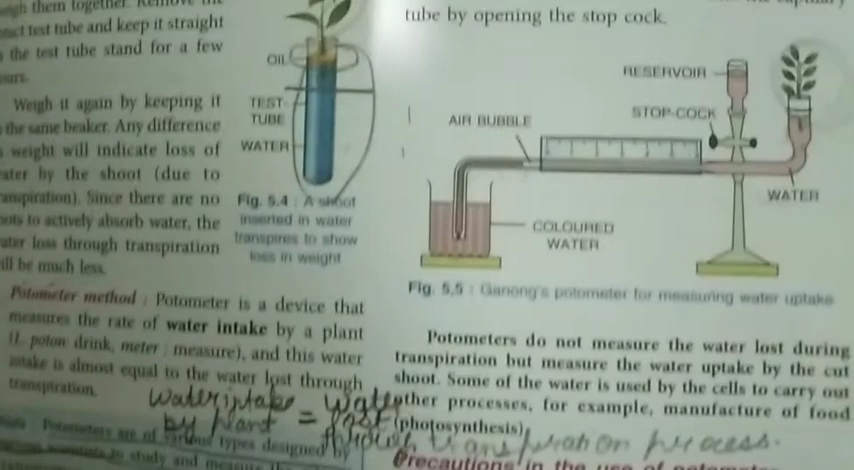 them together. Remove the
test tube and keep it straight
the test tube stand for a few
Weigh it again by keeping it
the same beaker. Any difference
weight will indicate loss of
by the shoot (due to
Since there are no
to actively absorb water, the
loss through transpiration
be much less.
OIL
TEST-
TUBE
WATER
Fig. 5.4 : A shoot
inserted in water
transpires to show
loss in weight
Potometer method : Potometer is a device that
measures the rate of water intake by a plant
(L. poton drink, meter : measure), and this water
intake is almost equal to the water lost through
transpiration.
Water intake = Water
by plant lost
through transpiration process.
Potometers are of various types designed by
to study and measure the
tube by opening the stop cock.
RESERVOIR
STOP-COCK
AIR BUBBLE
WATER
COLOURED
WATER
Fig. 5.5 : Ganong's potometer for measuring water uptake
Potometers do not measure the water lost during
transpiration but measure the water uptake by the cut
shoot. Some of the water is used by the cells to carry out
other processes, for example, manufacture of food
(photosynthesis).
Precautions in the use of